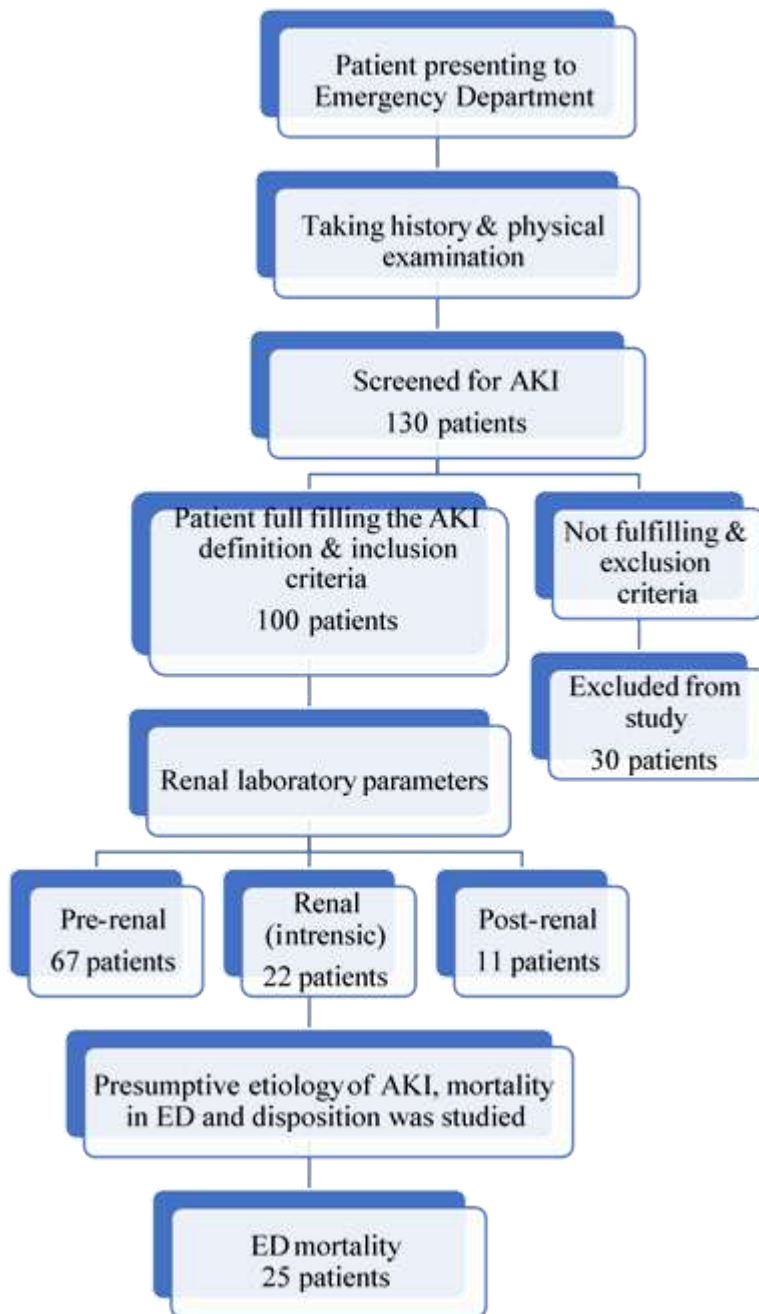 Patient presenting to
Emergency Department
Taking history & physical
examination
Screened for AKI
130 patients
Patient full filling the AKI
definition & inclusion
criteria
100 patients
Not fulfilling &
exclusion
criteria
Excluded from
study
30 patients
Renal laboratory parameters
Pre-renal
67 patients
Renal
(intrensic)
22 patients
Post-renal
11 patients
Presumptive etiology of AKI, mortality
in ED and disposition was studied
ED mortality
25 patients